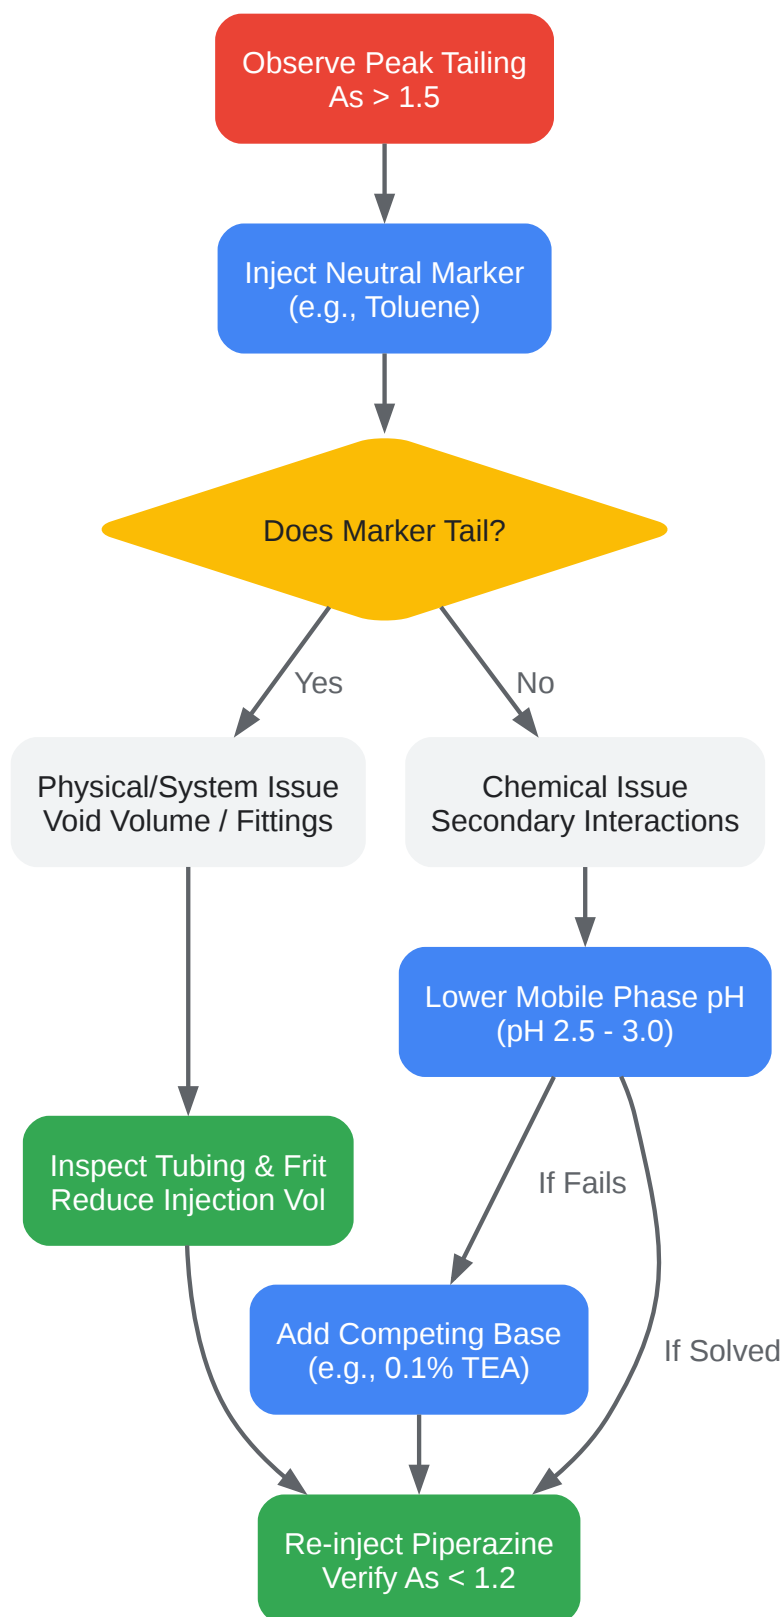 Observe Peak Tailing
As > 1.5
Inject Neutral Marker
(e.g., Toluene)
Does Marker Tail?
Yes
No
Physical/System Issue
Void Volume / Fittings
Chemical Issue
Secondary Interactions
Lower Mobile Phase pH
(pH 2.5 - 3.0)
Inspect Tubing & Frit
Reduce Injection Vol
If Fails
Add Competing Base
(e.g., 0.1% TEA)
If Solved
Re-inject Piperazine
Verify As < 1.2